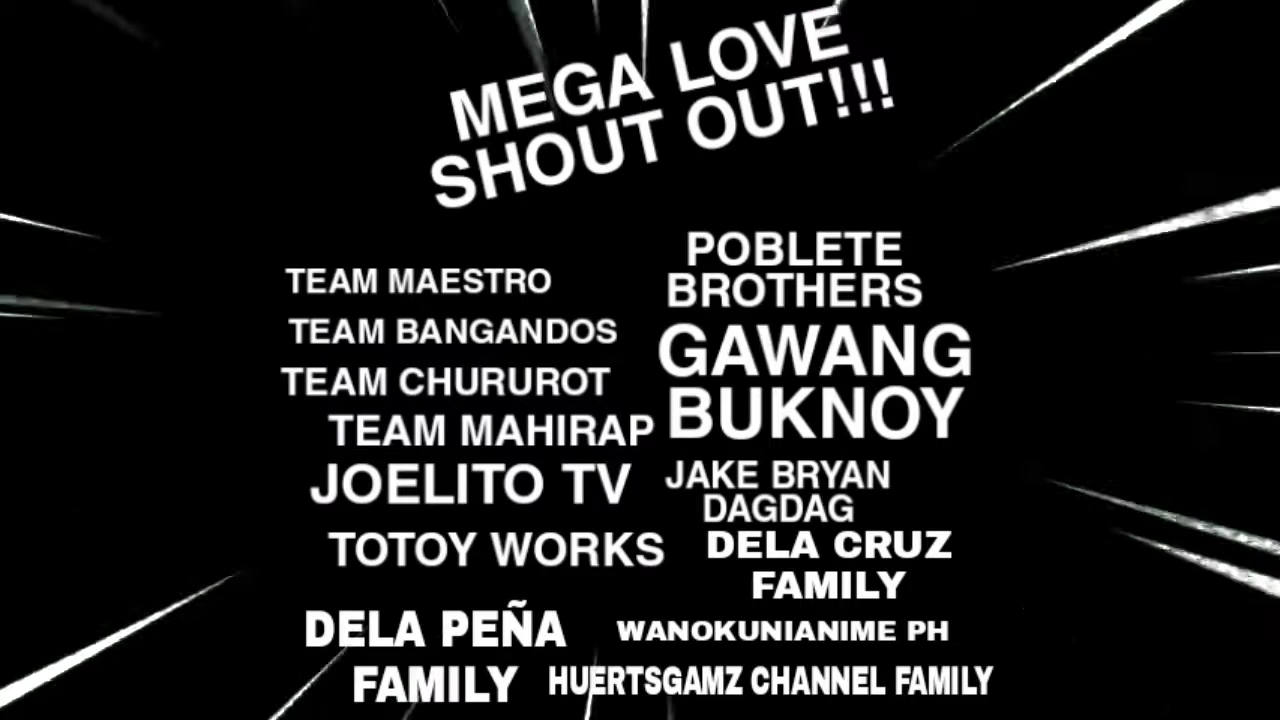 MEGA LOVE
SHOUT OUT!!!
TEAM MAESTRO
TEAM BANGANDOS
TEAM CHURUROT
TEAM MAHIRAP
JOELITO TV
TOTOY WORKS
DELA PEÑA
FAMILY
POBLETE
BROTHERS
GAWANG
BUKNOY
JAKE BRYAN
DAGDAG
DELA CRUZ
FAMILY
WANOKUNIANIME PH
HUERTSGAMZ CHANNEL FAMILY